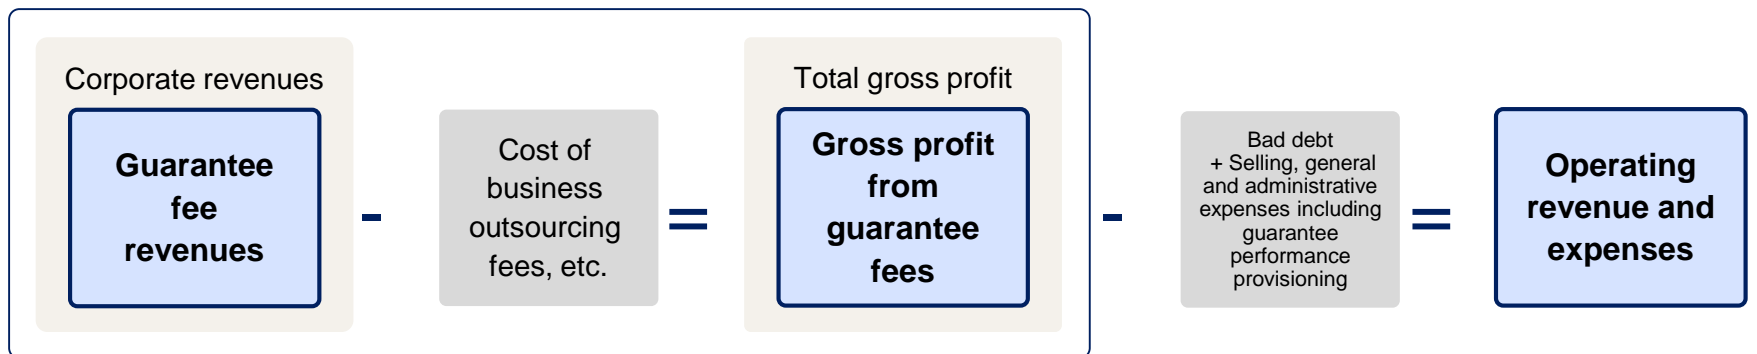 Corporate revenues
Guarantee
fee
revenues
-
Cost of
business
outsourcing
fees, etc.
=
Total gross profit
Gross profit
from
guarantee
fees
-
Bad debt
+ Selling, general
and administrative
expenses including
guarantee
performance
provisioning
=
Operating
revenue and
expenses